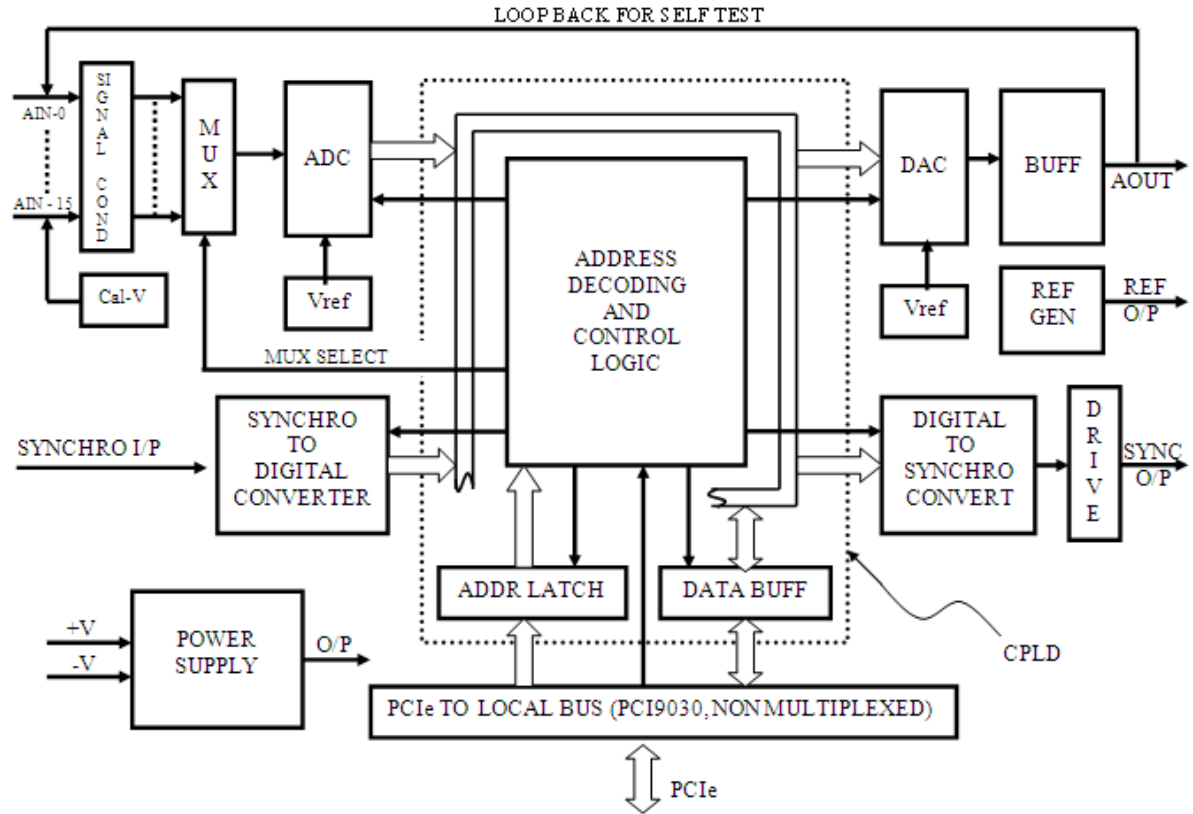 LOOP BACK FOR SELF TEST
AIN-0
AIN - 15
SIGNAL COND
MUX
ADC
Vref
Cal-V
MUX SELECT
ADDRESS
DECODING
AND
CONTROL
LOGIC
DAC
BUFF
AOUT
Vref
REF
GEN
REF
O/P
SYNCHRO I/P
SYNCHRO
TO
DIGITAL
CONVERTER
DIGITAL
TO
SYNCHRO
CONVERT
DRIVE
SYNC
O/P
ADDR LATCH
DATA BUFF
CPLD
+V
-V
POWER
SUPPLY
O/P
PCIe TO LOCAL BUS (PCI9030, NON MULTIPLEXED)
PCIe